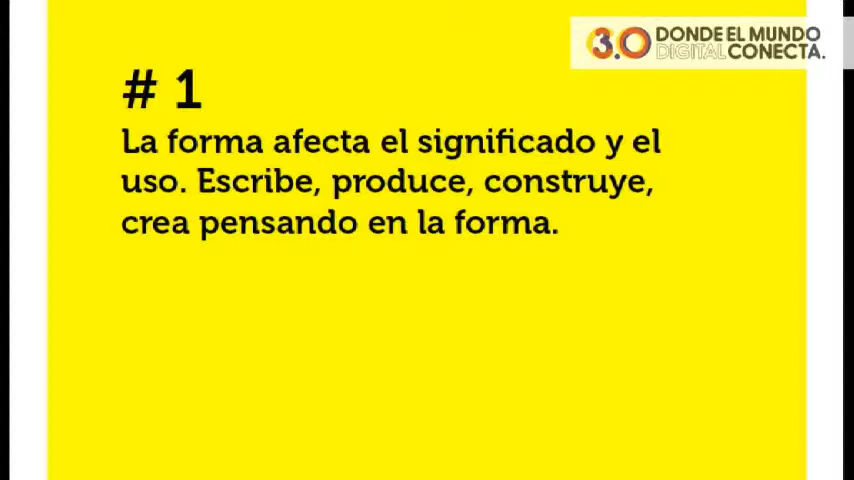 3.0 DONDE EL MUNDO
DIGITAL CONECTA.
# 1
La forma afecta el significado y el
uso. Escribe, produce, construye,
crea pensando en la forma.